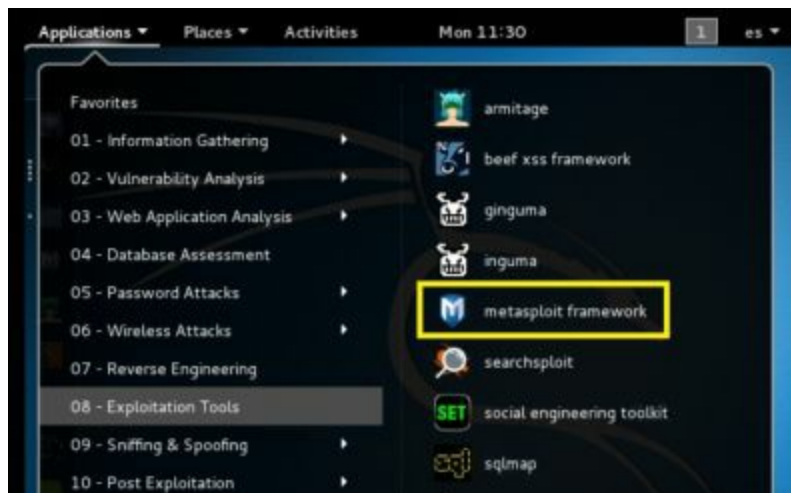 Applications ▾ Places ▾ Activities Mon 11:30 1 es ▾
Favorites
01 - Information Gathering
02 - Vulnerability Analysis
03 - Web Application Analysis
04 - Database Assessment
05 - Password Attacks
06 - Wireless Attacks
07 - Reverse Engineering
08 - Exploitation Tools
09 - Sniffing & Spoofing
10 - Post Exploitation
armitage
beef xss framework
ginguma
inguma
metasploit framework
searchsploit
SET social engineering toolkit
sql sqlmap